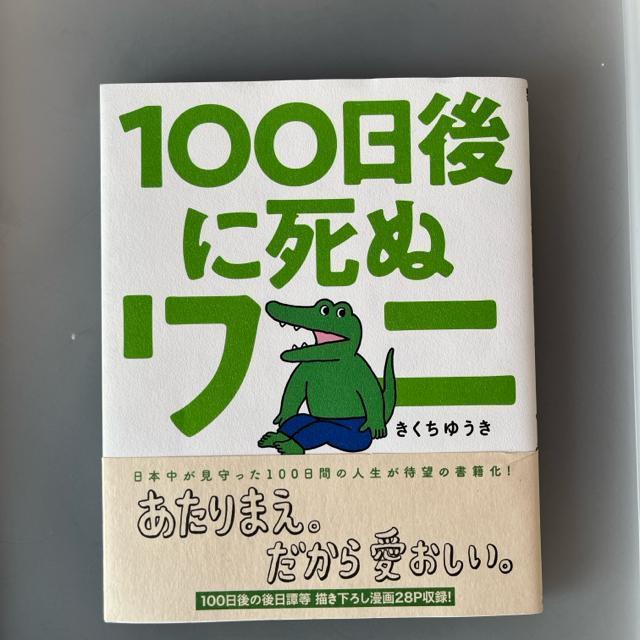 100日後
に死ぬ
ワニ
きくちゆうき
日本中が見守った100日間の人生が待望の書籍化!
あたりまえ。
だから愛おしい。
100日後の後日譚等 描き下ろし漫画28P収録!